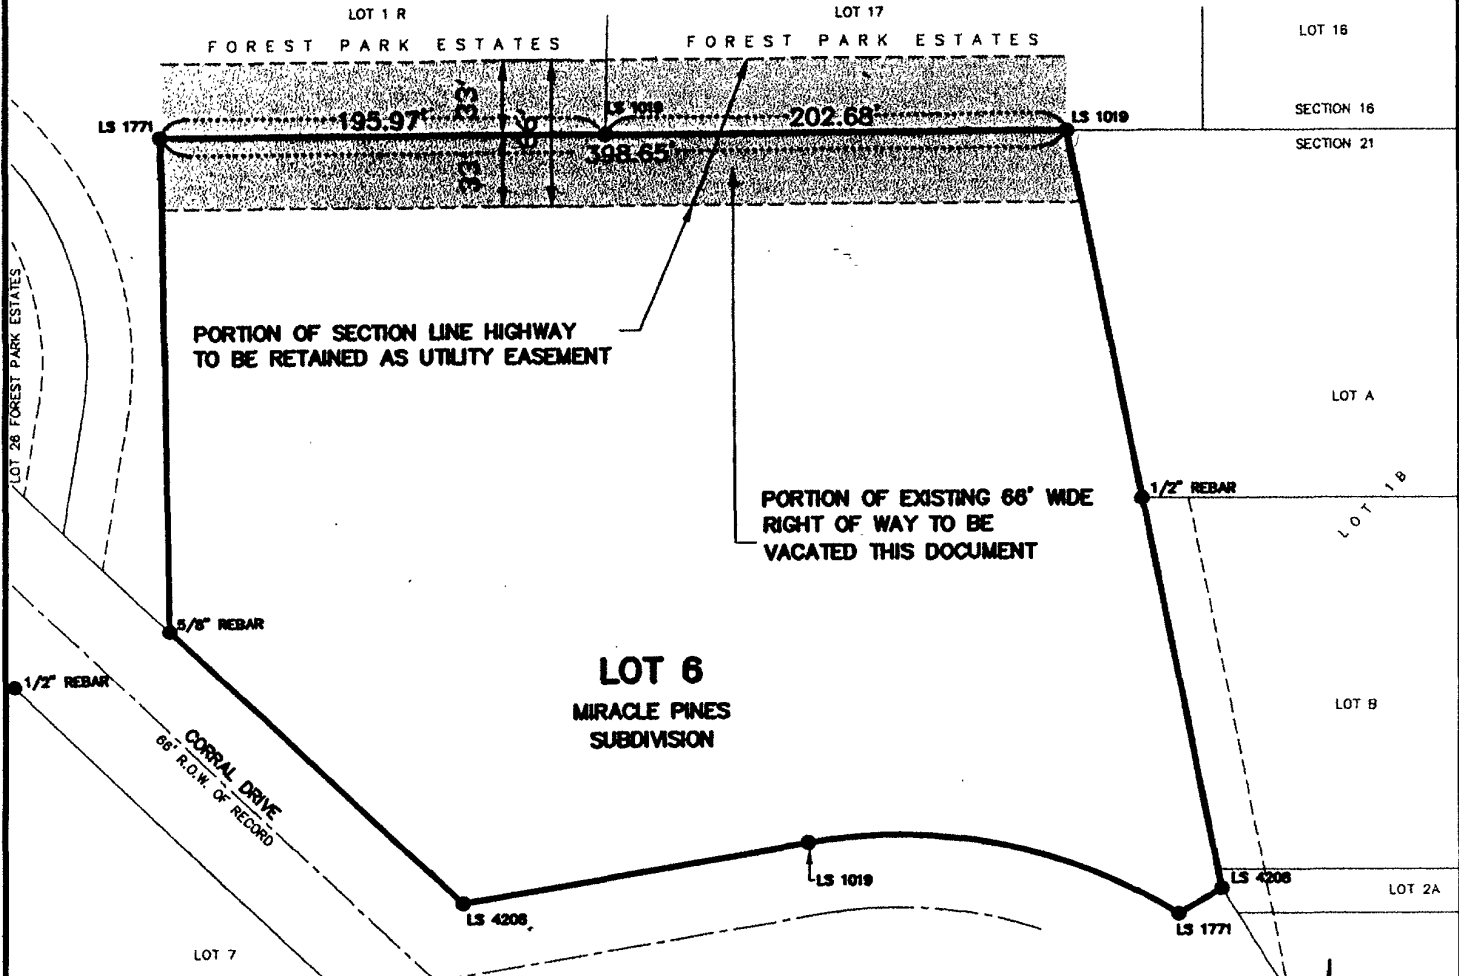 LOT 1 R
LOT 17
LOT 16
FOREST PARK ESTATES
FOREST PARK ESTATES
33'
195.97'
LS 1019
202.68'
LS 1771
LS 1019
SECTION 16
66'
398.65'
SECTION 21
33'
LOT 28 FOREST PARK ESTATES
PORTION OF SECTION LINE HIGHWAY
TO BE RETAINED AS UTILITY EASEMENT
LOT A
1/2" REBAR
LOT 1B
PORTION OF EXISTING 66' WIDE
RIGHT OF WAY TO BE
VACATED THIS DOCUMENT
5/8" REBAR
1/2" REBAR
LOT 6
MIRACLE PINES
SUBDIVISION
LOT B
CORRAL DRIVE
66' R.O.W. OF RECORD
LS 1019
LS 4208
LOT 2A
LS 4208
LS 1771
LOT 7